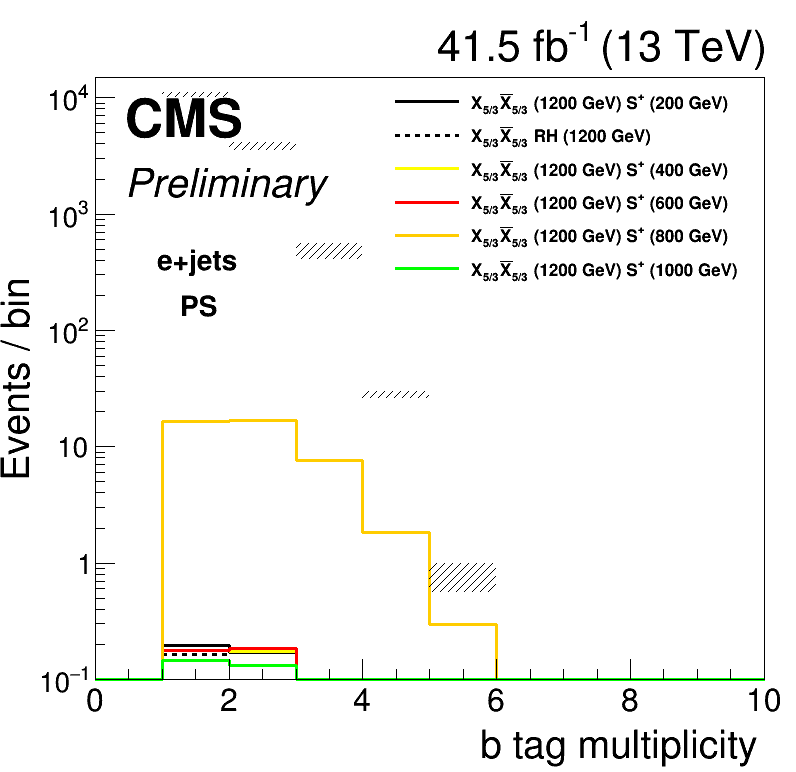 41.5 fb⁻¹ (13 TeV)
CMS
Preliminary
e+jets
PS
X₅/₃X̅₅/₃ (1200 GeV) S⁺ (200 GeV)
X₅/₃X̅₅/₃ RH (1200 GeV)
X₅/₃X̅₅/₃ (1200 GeV) S⁺ (400 GeV)
X₅/₃X̅₅/₃ (1200 GeV) S⁺ (600 GeV)
X₅/₃X̅₅/₃ (1200 GeV) S⁺ (800 GeV)
X₅/₃X̅₅/₃ (1200 GeV) S⁺ (1000 GeV)
Events / bin
10⁴
10³
10²
10
1
10⁻¹
0 2 4 6 8 10
b tag multiplicity